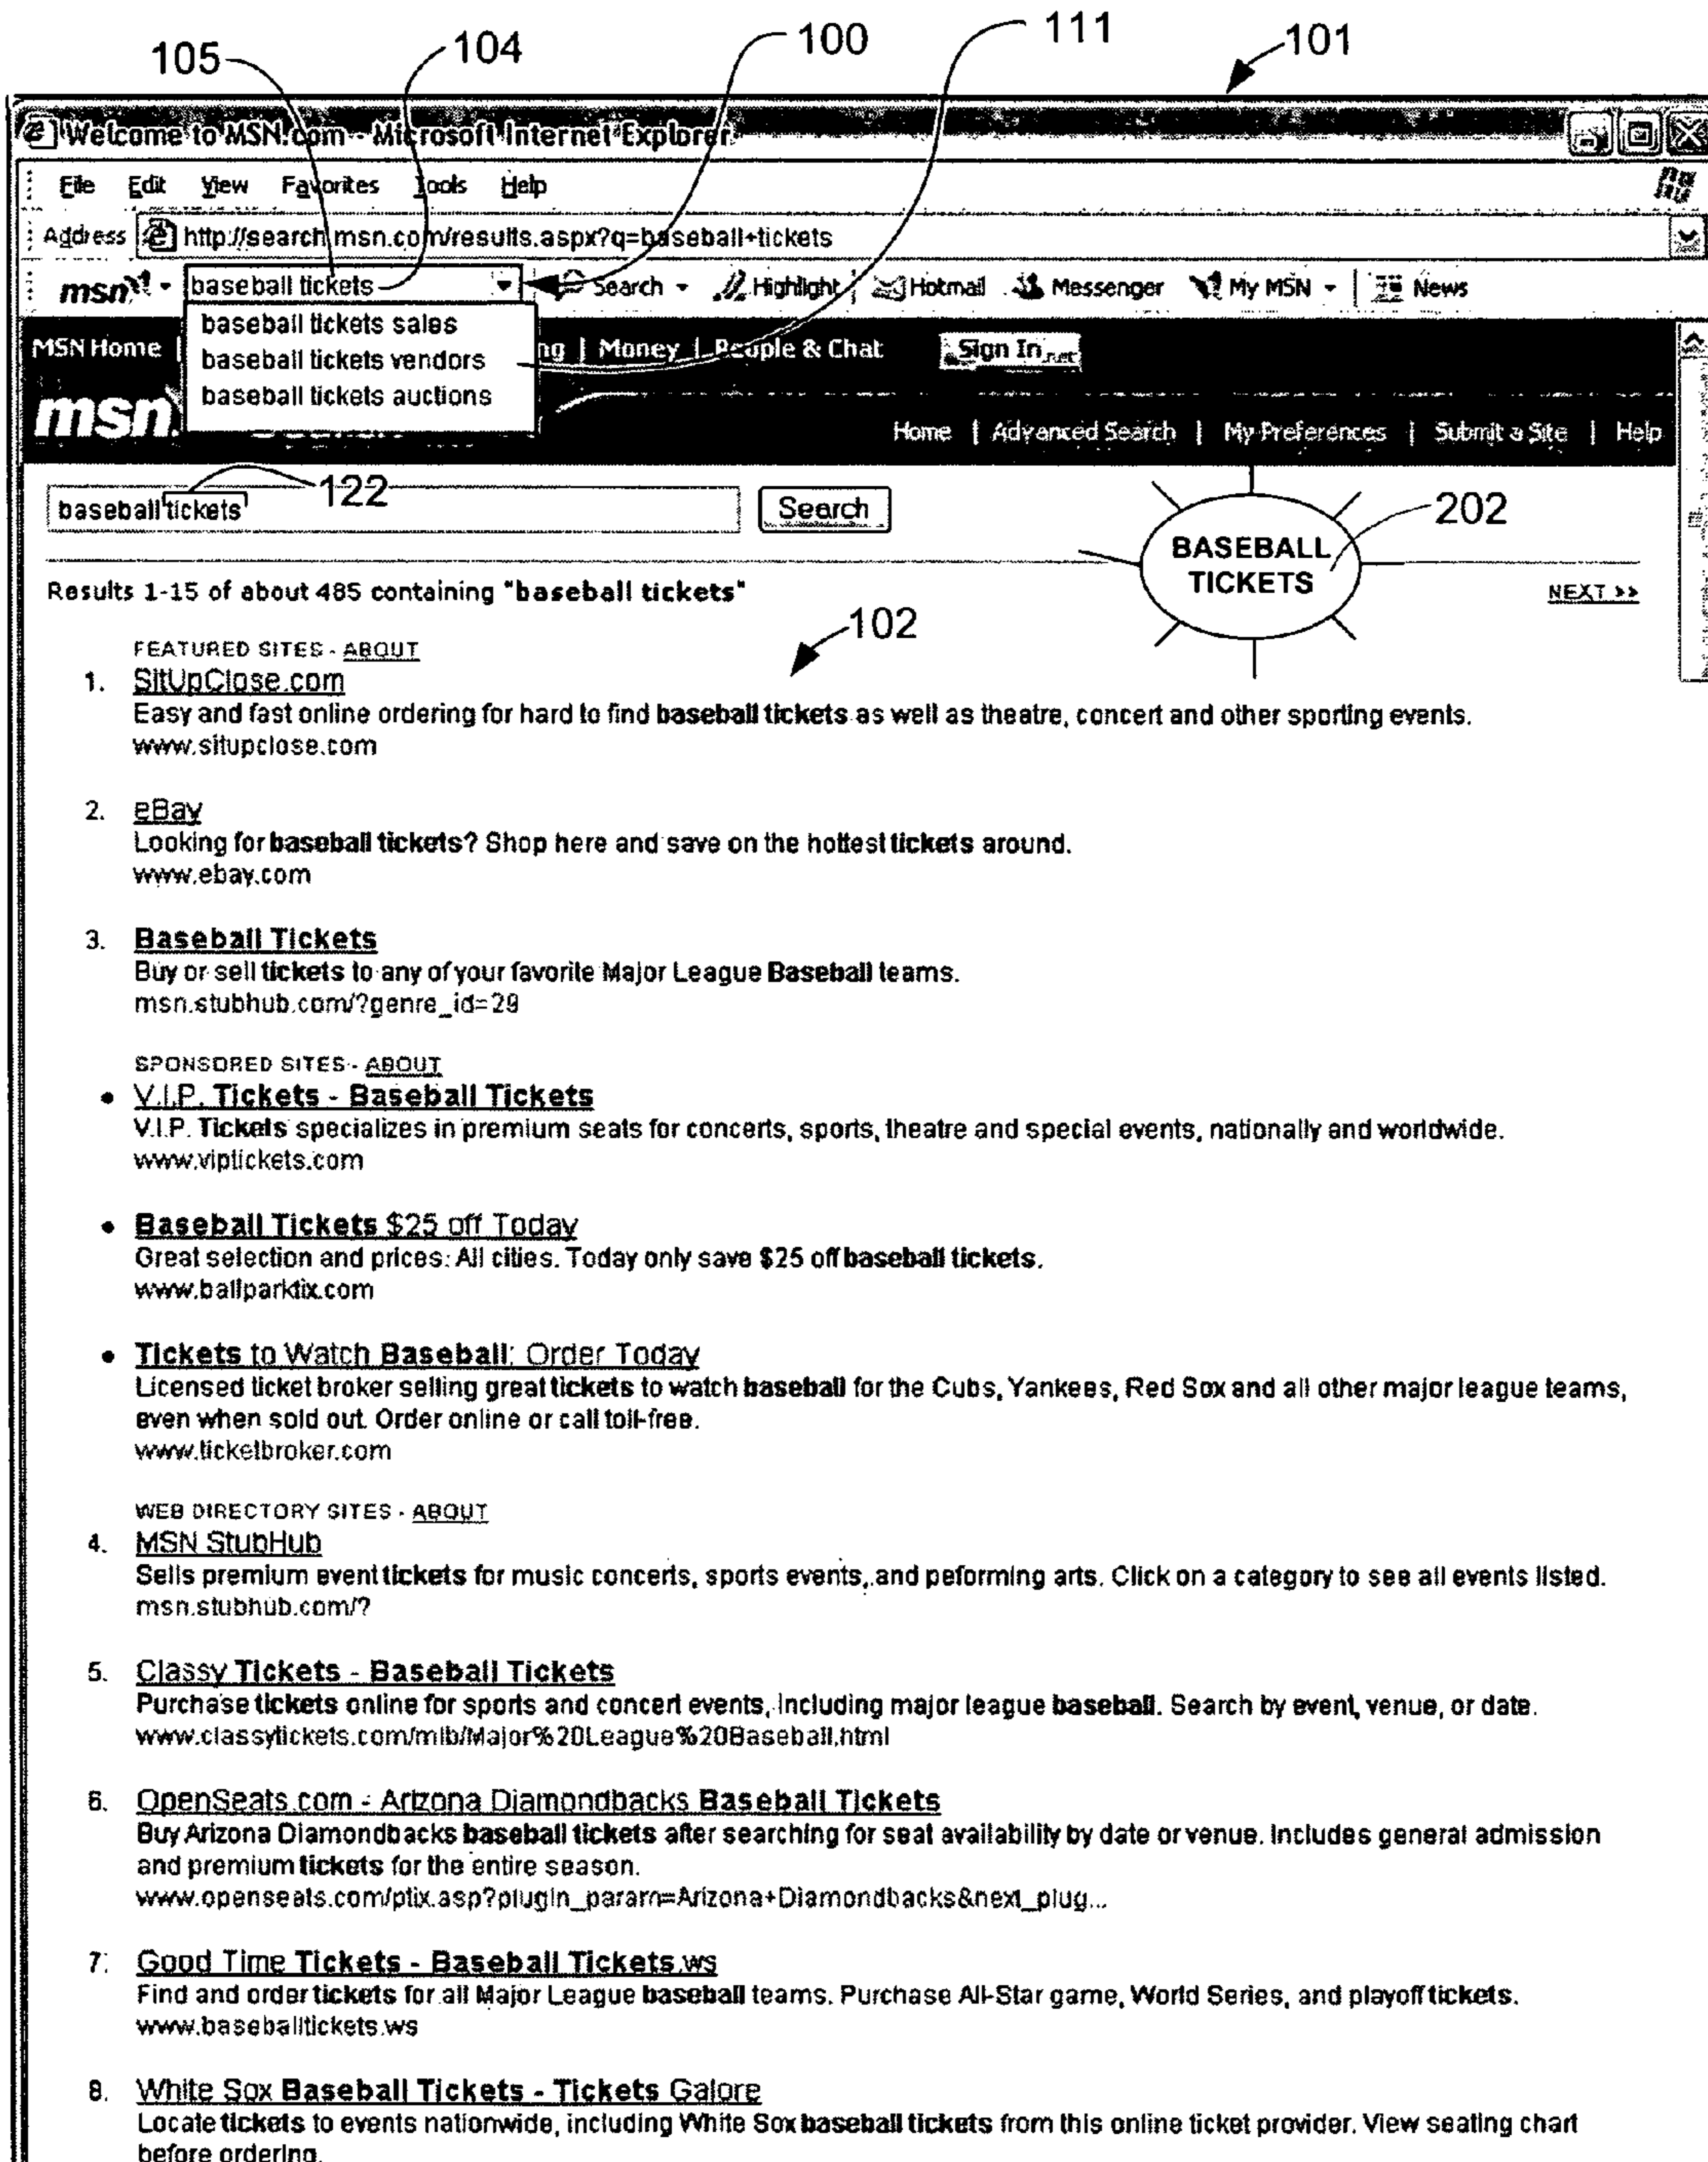 105 104 100 111 101
Welcome to MSN.com - Microsoft Internet Explorer
File Edit View Favorites Tools Help
Address http://search.msn.com/results.aspx?q=baseball+tickets
msn baseball tickets Search Highlight Hotmail Messenger My MSN News
baseball tickets sales
baseball tickets vendors
baseball tickets auctions
MSN Home | ng | Money | People & Chat Sign In .net
msn
Home | Advanced Search | My Preferences | Submit a Site | Help
baseball tickets 122 Search
202
BASEBALL
TICKETS
Results 1-15 of about 485 containing "baseball tickets" NEXT >>
102
FEATURED SITES - ABOUT
1. SitUpClose.com
Easy and fast online ordering for hard to find baseball tickets as well as theatre, concert and other sporting events.
www.situpclose.com
2. eBay
Looking for baseball tickets? Shop here and save on the hottest tickets around.
www.ebay.com
3. Baseball Tickets
Buy or sell tickets to any of your favorite Major League Baseball teams.
msn.stubhub.com/?genre_id=29
SPONSORED SITES - ABOUT
• V.I.P. Tickets - Baseball Tickets
V.I.P. Tickets specializes in premium seats for concerts, sports, theatre and special events, nationally and worldwide.
www.viptickets.com
• Baseball Tickets $25 off Today
Great selection and prices. All cities. Today only save $25 off baseball tickets.
www.ballparktix.com
• Tickets to Watch Baseball: Order Today
Licensed ticket broker selling great tickets to watch baseball for the Cubs, Yankees, Red Sox and all other major league teams,
even when sold out. Order online or call toll-free.
www.ticketbroker.com
WEB DIRECTORY SITES - ABOUT
4. MSN StubHub
Sells premium event tickets for music concerts, sports events, and peforming arts. Click on a category to see all events listed.
msn.stubhub.com/?
5. Classy Tickets - Baseball Tickets
Purchase tickets online for sports and concert events, including major league baseball. Search by event, venue, or date.
www.classytickets.com/mlb/Major%20League%20Baseball.html
6. OpenSeats.com - Arizona Diamondbacks Baseball Tickets
Buy Arizona Diamondbacks baseball tickets after searching for seat availability by date or venue. Includes general admission
and premium tickets for the entire season.
www.openseats.com/ptix.asp?plugin_param=Arizona+Diamondbacks&next_plug...
7. Good Time Tickets - Baseball Tickets.ws
Find and order tickets for all Major League baseball teams. Purchase All-Star game, World Series, and playoff tickets.
www.baseballtickets.ws
8. White Sox Baseball Tickets - Tickets Galore
Locate tickets to events nationwide, including White Sox baseball tickets from this online ticket provider. View seating chart
before ordering.